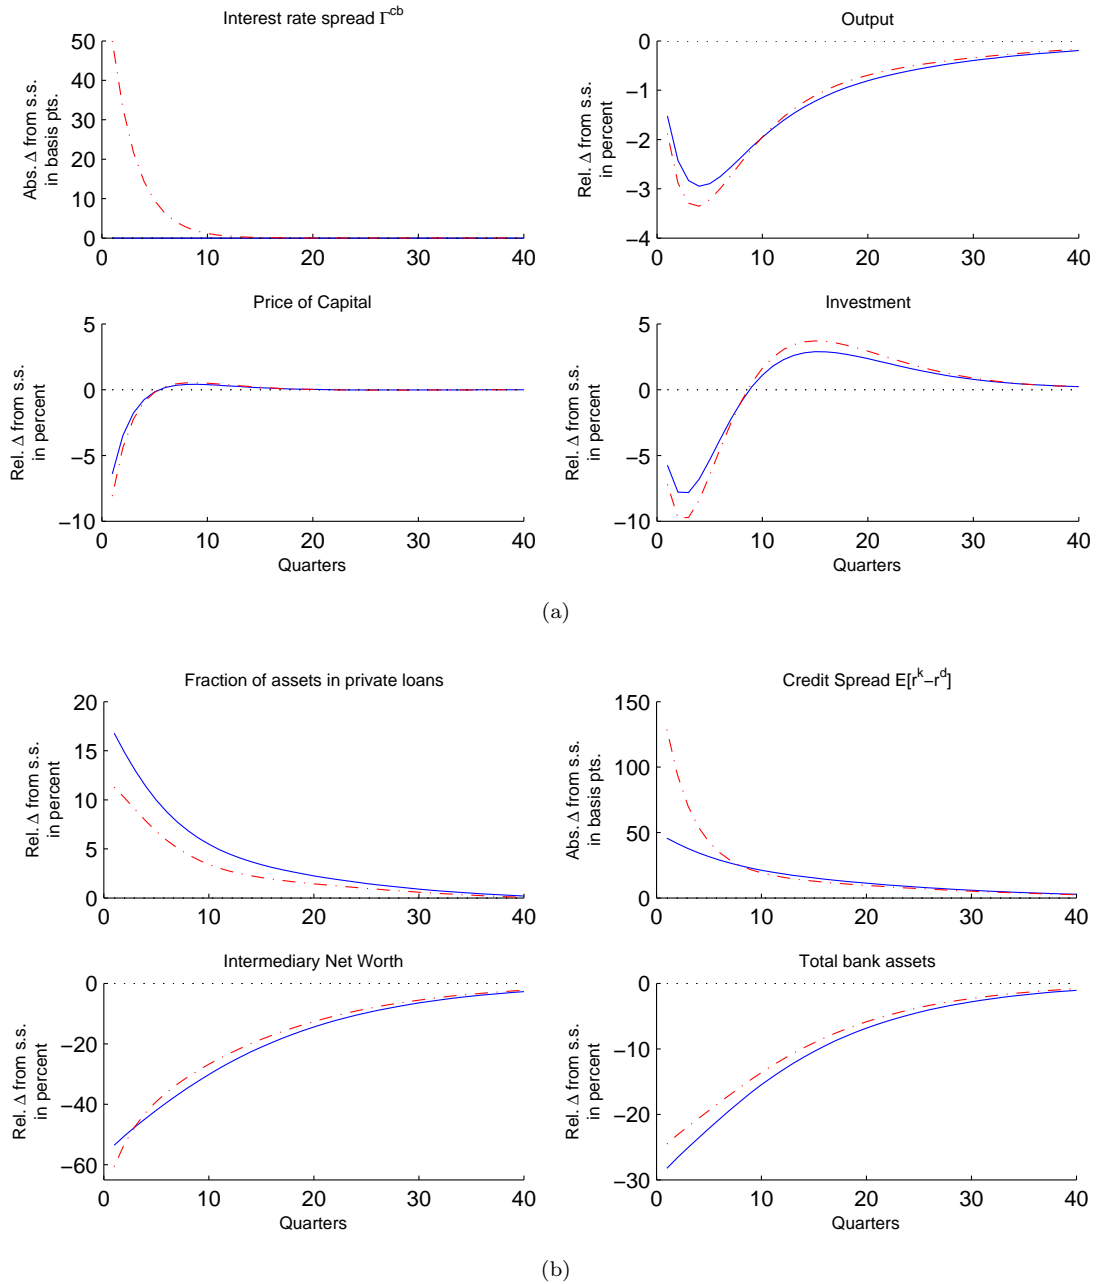 Interest rate spread Γcb
Abs. Δ from s.s.
in basis pts.
50
40
30
20
10
0
0 10 20 30 40
Output
Rel. Δ from s.s.
in percent
0
−1
−2
−3
−4
0 10 20 30 40
Price of Capital
Rel. Δ from s.s.
in percent
5
0
−5
−10
0 10 20 30 40
Quarters
Investment
Rel. Δ from s.s.
in percent
5
0
−5
−10
0 10 20 30 40
Quarters
(a)
Fraction of assets in private loans
Rel. Δ from s.s.
in percent
20
15
10
5
0
0 10 20 30 40
Credit Spread E[rk−rd]
Abs. Δ from s.s.
in basis pts.
150
100
50
0
0 10 20 30 40
Intermediary Net Worth
Rel. Δ from s.s.
in percent
0
−20
−40
−60
0 10 20 30 40
Quarters
Total bank assets
Rel. Δ from s.s.
in percent
0
−10
−20
−30
0 10 20 30 40
Quarters
(b)